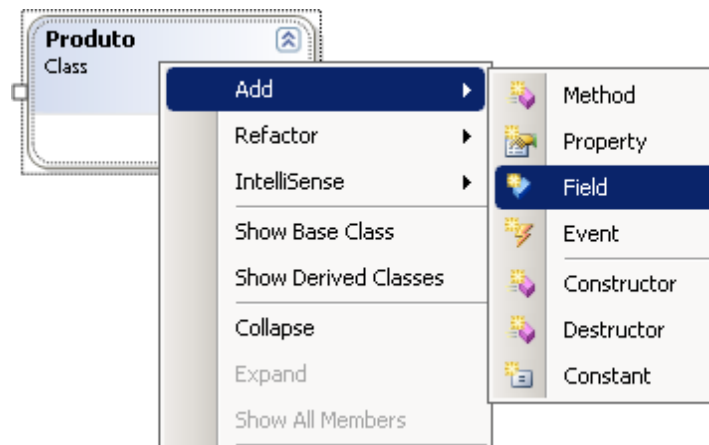 Produto
Class
Add
Refactor
IntelliSense
Show Base Class
Show Derived Classes
Collapse
Expand
Show All Members
Method
Property
Field
Event
Constructor
Destructor
Constant